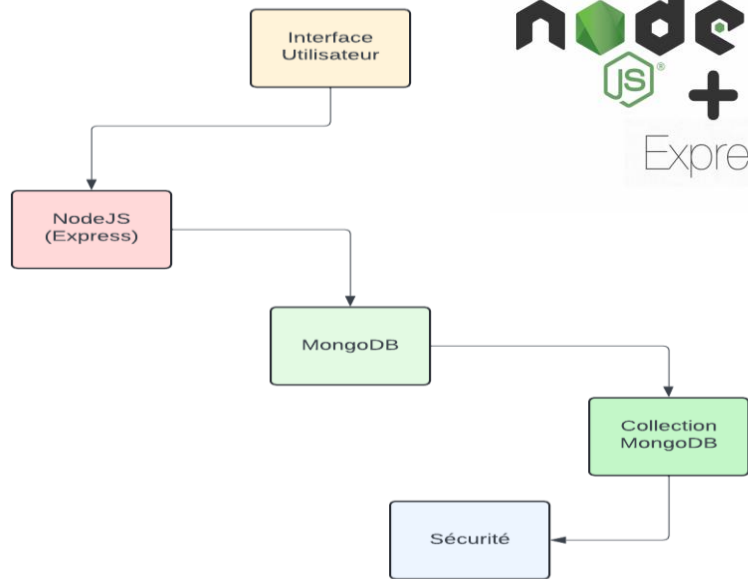 Interface
Utilisateur
node
JS
®
+
Expre
NodeJS
(Express)
MongoDB
Collection
MongoDB
Sécurité